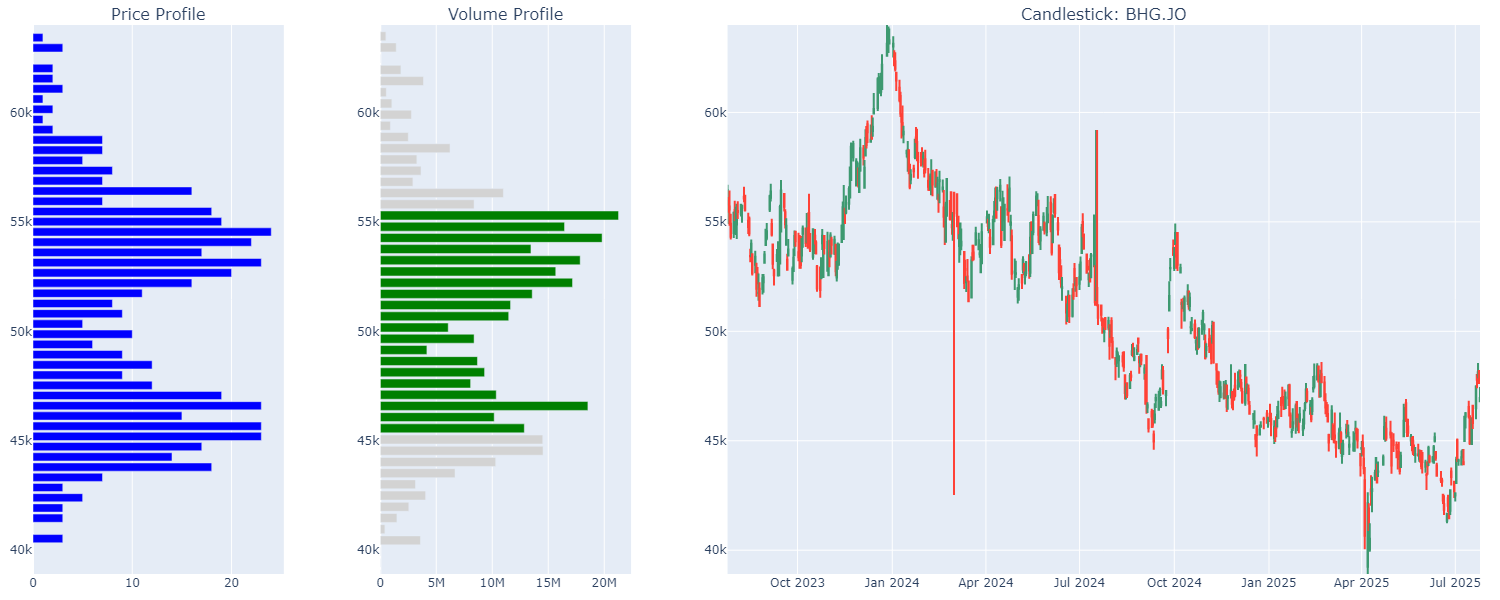 Price Profile
Volume Profile
Candlestick: BHG.JO
60k
55k
50k
45k
40k
0
10
20
60k
55k
50k
45k
40k
0
5M
10M
15M
20M
60k
55k
50k
45k
40k
Oct 2023
Jan 2024
Apr 2024
Jul 2024
Oct 2024
Jan 2025
Apr 2025
Jul 2025